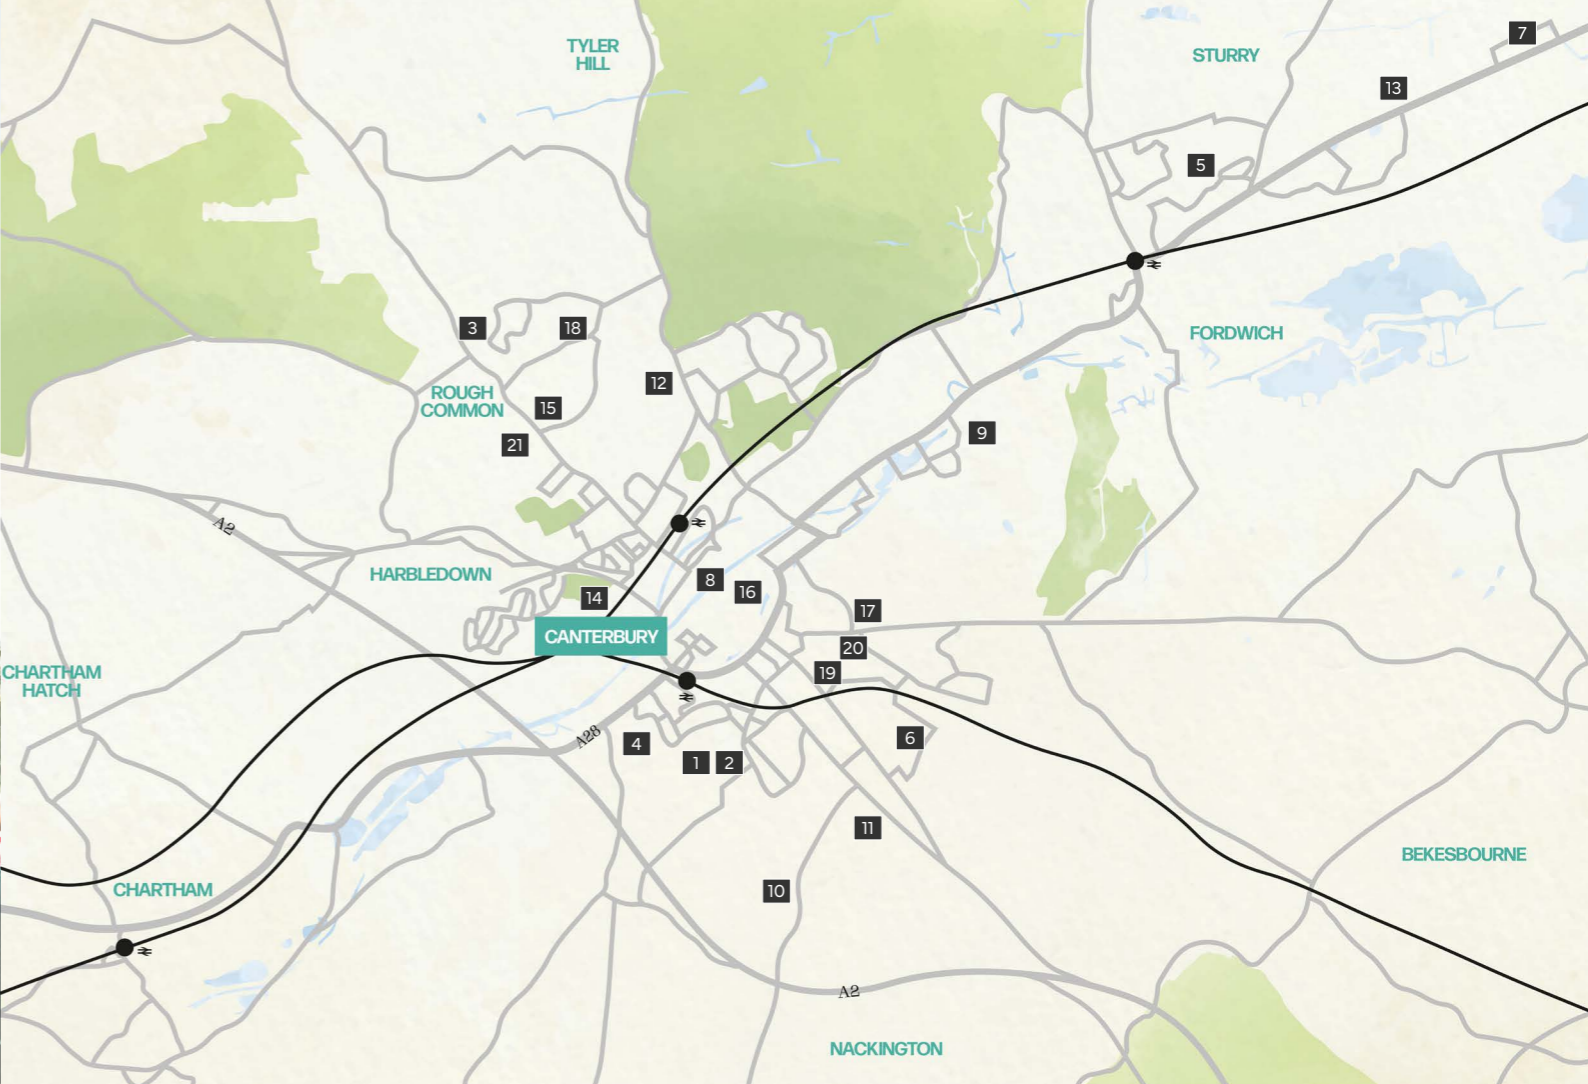 7
TYLER
HILL
STURRY
13
5
3
18
FORDWICH
12
ROUGH
COMMON
15
21
9
A2
HARBLEDOWN
8
16
14
17
CANTERBURY
20
CHARTHAM
HATCH
19
A28
4
6
1
2
11
BEKESBOURNE
CHARTHAM
10
A2
NACKINGTON